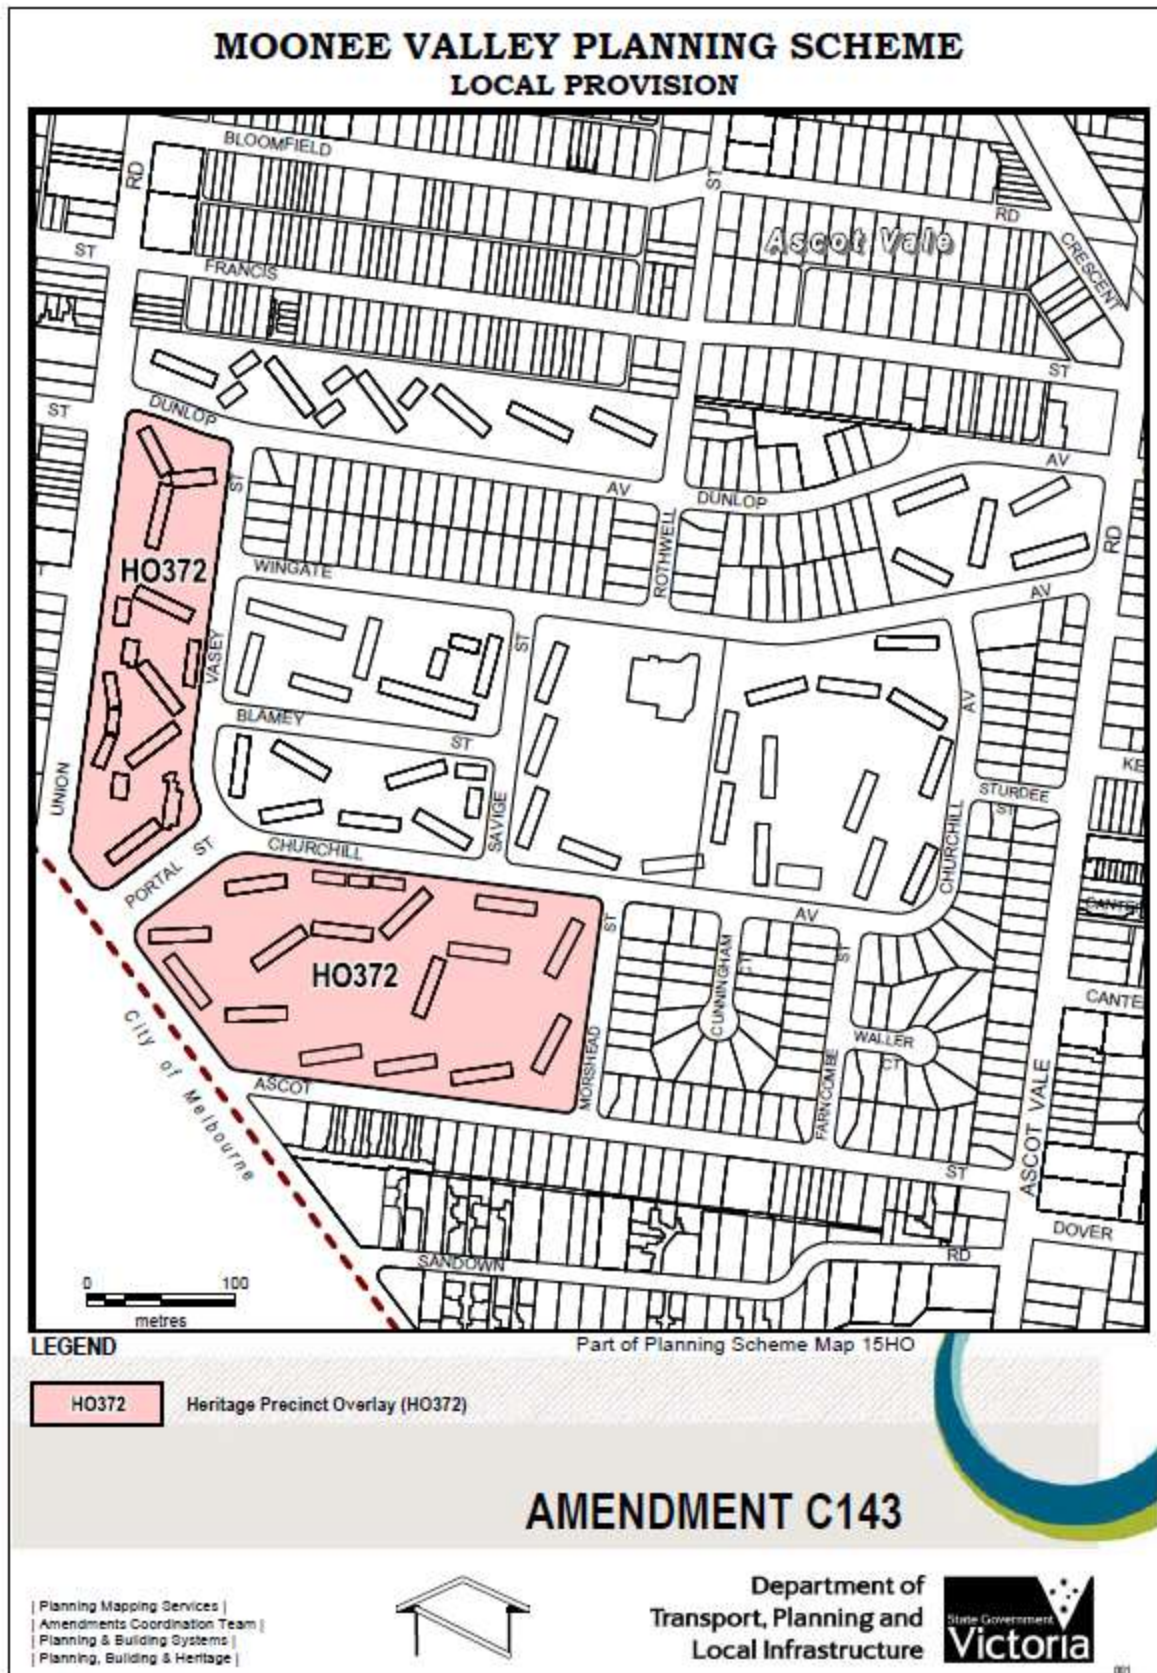 MOONEE VALLEY PLANNING SCHEME
LOCAL PROVISION
BLOOMFIELD
RD
ST
RD
Ascot Vale
CRESCENT
ST
FRANCIS
ST
ST
DUNLOP
ST
AV
DUNLOP
AV
RD
ROTHWELL
HO372
WINGATE
AV
VASEY
ST
BLAMEY
ST
AV
KE
UNION
SAVIGE
STURDEE
ST
CHURCHILL
CHURCHILL
PORTAL ST
AV
CANTE
ST
ST
CUNNINGHAM
CT
HO372
CANTE
City of Melbourne
WALLER
CT
MORSHEAD
FARNCOMBE
ASCOT
ASCOT VALE
ST
DOVER
SANDOWN
RD
0 100
metres
LEGEND
Part of Planning Scheme Map 15HO
HO372
Heritage Precinct Overlay (HO372)
AMENDMENT C143
| Planning Mapping Services |
| Amendments Coordination Team |
| Planning & Building Systems |
| Planning, Building & Heritage |
Department of
Transport, Planning and
Local Infrastructure
State Government
Victoria
001